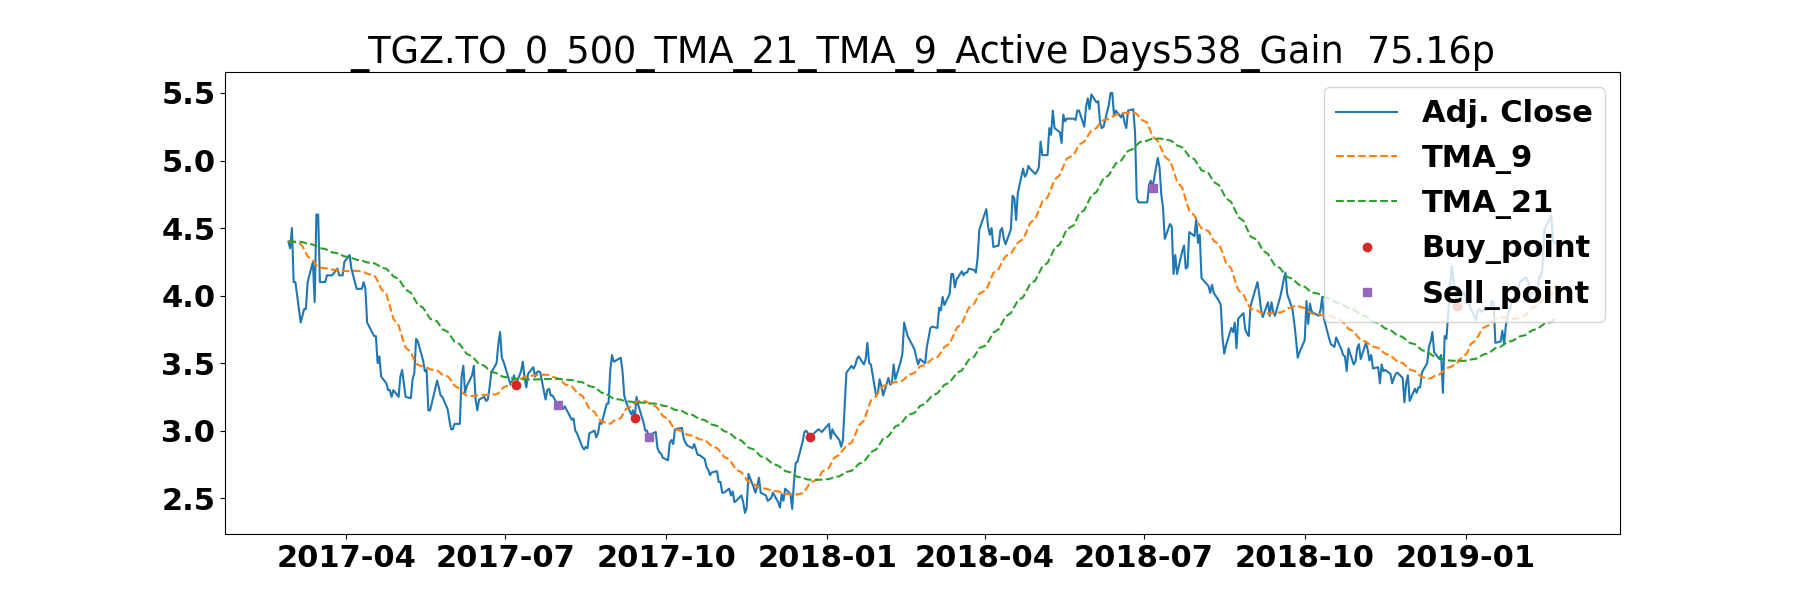 _TGZ.TO_0_500_TMA_21_TMA_9_Active Days538_Gain  75.16p
5.5
5.0
4.5
4.0
3.5
3.0
2.5
Adj. Close
TMA_9
TMA_21
Buy_point
Sell_point
2017-04 2017-07 2017-10 2018-01 2018-04 2018-07 2018-10 2019-01